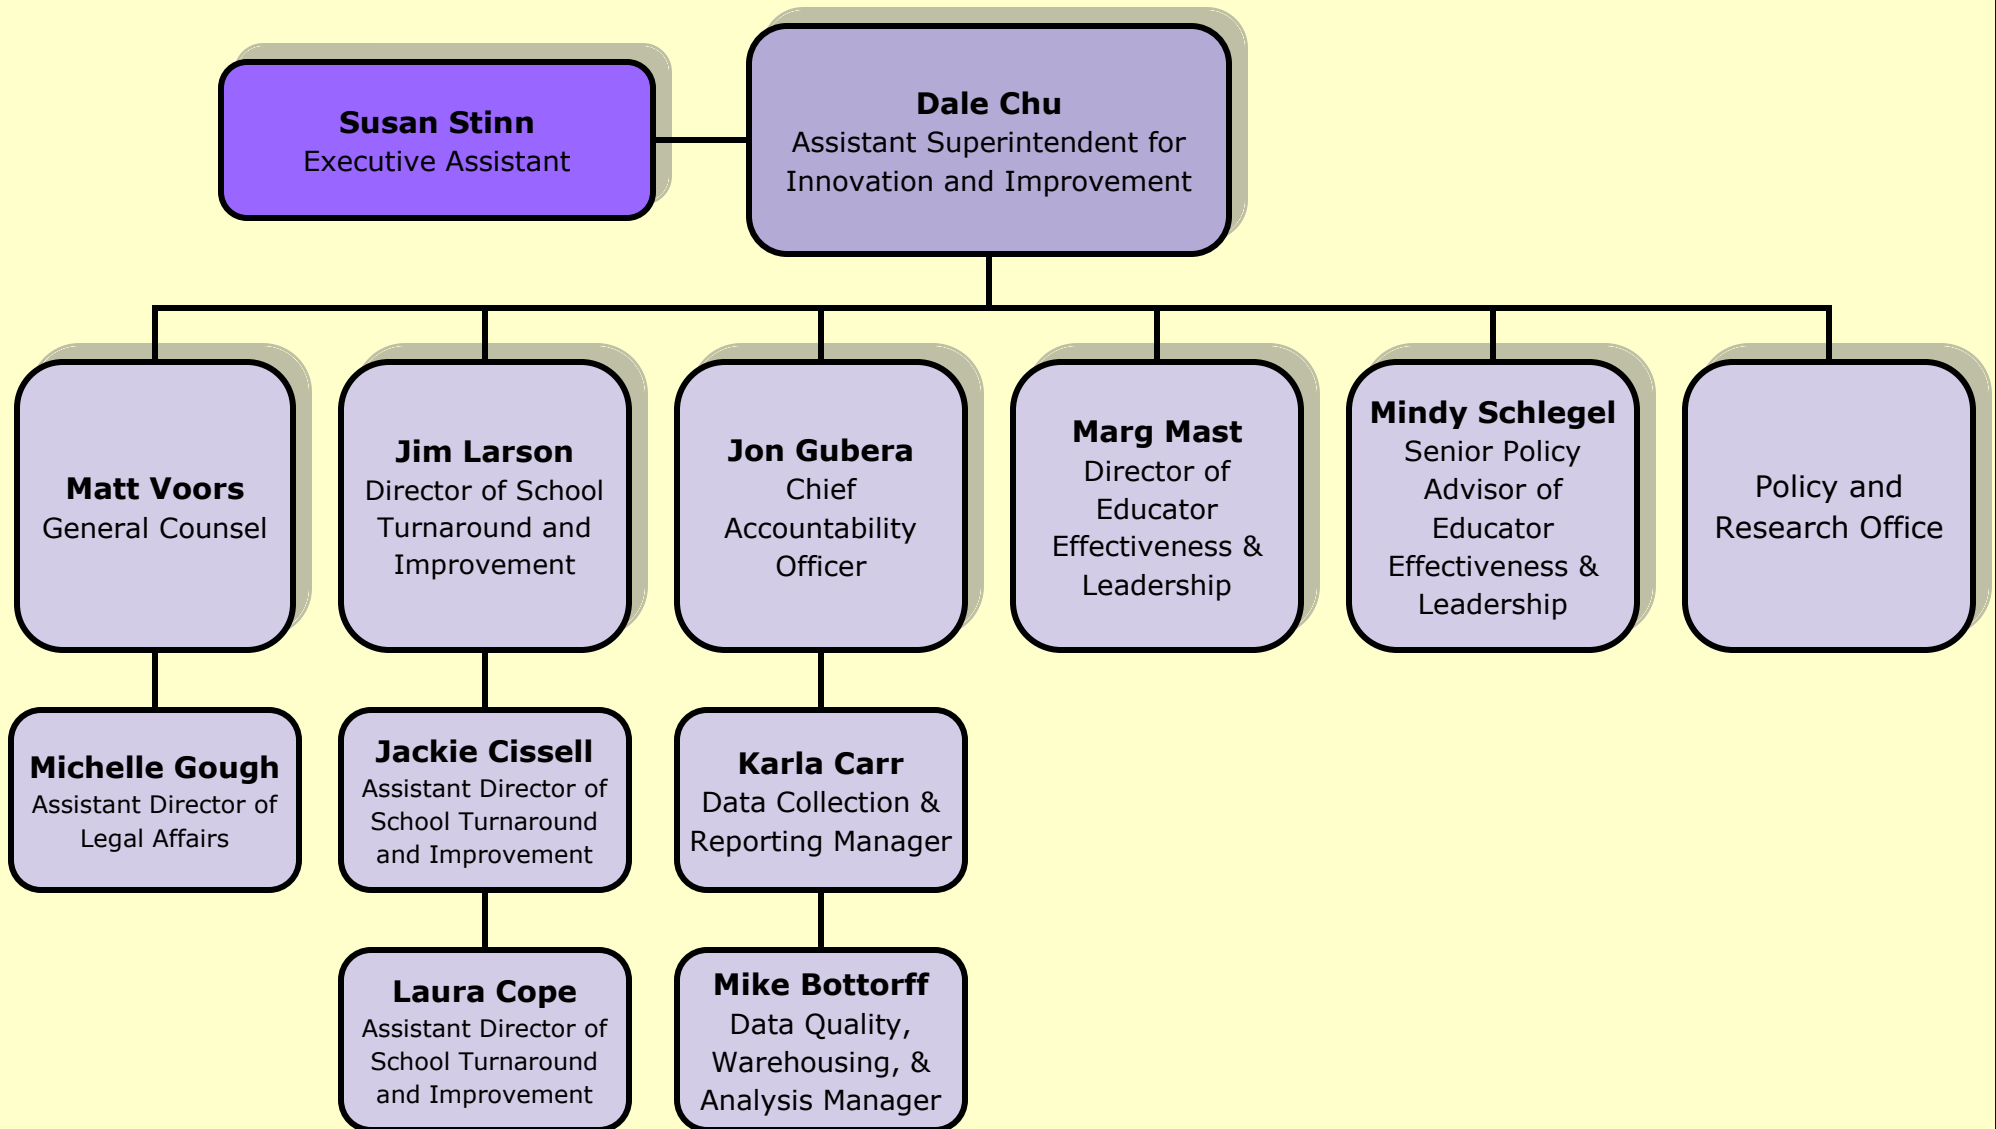 Susan Stinn
Executive Assistant
Dale Chu
Assistant Superintendent for
Innovation and Improvement
Matt Voors
General Counsel
Jim Larson
Director of School
Turnaround and
Improvement
Jon Gubera
Chief
Accountability
Officer
Marg Mast
Director of
Educator
Effectiveness &
Leadership
Mindy Schlegel
Senior Policy
Advisor of
Educator
Effectiveness &
Leadership
Policy and
Research Office
Michelle Gough
Assistant Director of
Legal Affairs
Jackie Cissell
Assistant Director of
School Turnaround
and Improvement
Karla Carr
Data Collection &
Reporting Manager
Laura Cope
Assistant Director of
School Turnaround
and Improvement
Mike Bottorff
Data Quality,
Warehousing, &
Analysis Manager